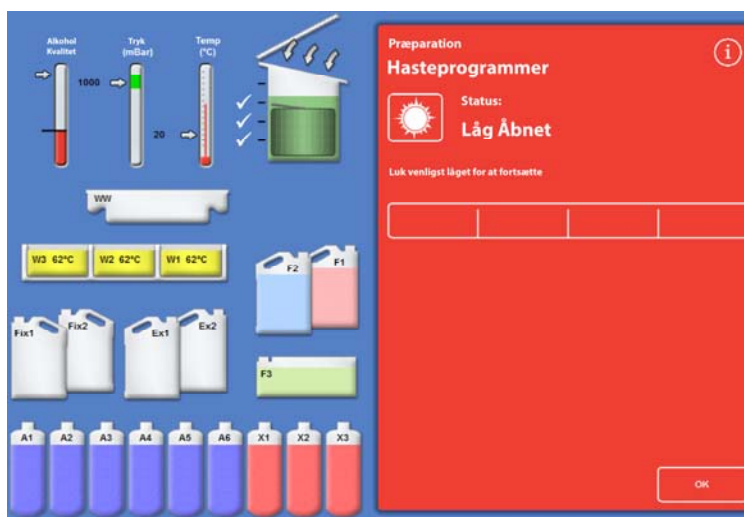 Alkohol
Kvalitet
Tryk
(mBar)
Temp
(°C)
1000
20
WW
W3 62°C
W2 62°C
W1 62°C
F2
F1
Fix1
Fix2
Ex1
Ex2
F3
A1
A2
A3
A4
A5
A6
X1
X2
X3
Præparation
Hasteprogrammer
i
Status:
Låg Åbnet
Luk venligst låget for at fortsætte
OK